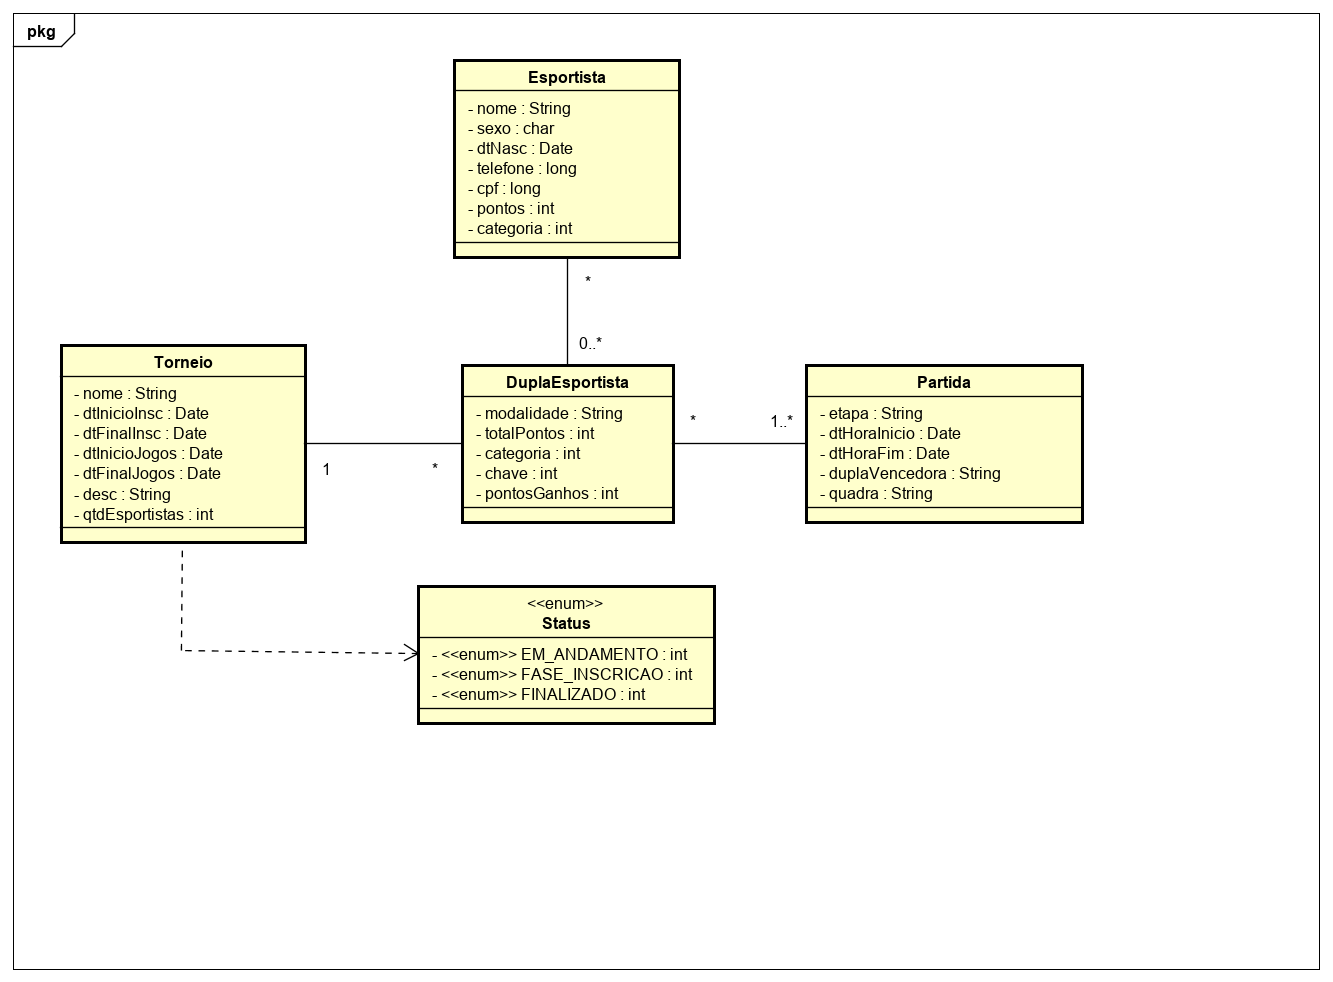 pkg
Esportista
- nome : String
- sexo : char
- dtNasc : Date
- telefone : long
- cpf : long
- pontos : int
- categoria : int
*
0..*
Torneio
- nome : String
- dtInicioInsc : Date
- dtFinalInsc : Date
- dtInicioJogos : Date
- dtFinalJogos : Date
- desc : String
- qtdEsportistas : int
1
*
DuplaEsportista
- modalidade : String
- totalPontos : int
- categoria : int
- chave : int
- pontosGanhos : int
*
1..*
Partida
- etapa : String
- dtHoraInicio : Date
- dtHoraFim : Date
- duplaVencedora : String
- quadra : String
<<enum>>
Status
- <<enum>> EM_ANDAMENTO : int
- <<enum>> FASE_INSCRICAO : int
- <<enum>> FINALIZADO : int